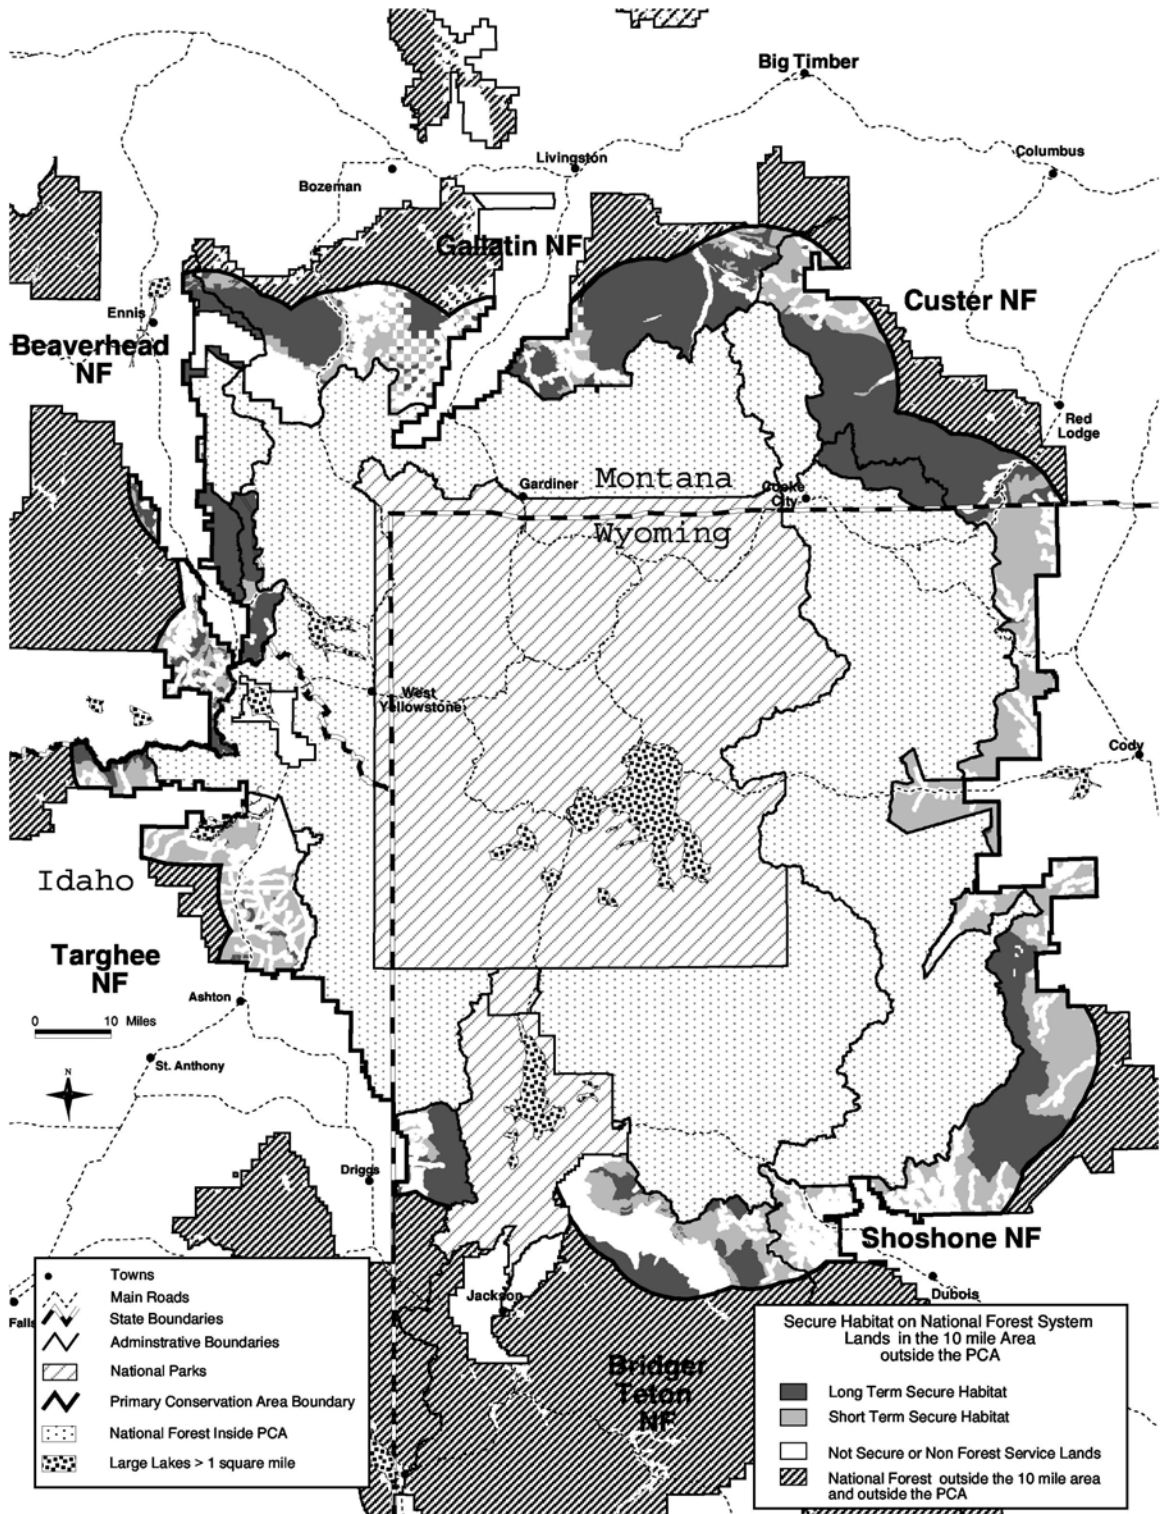 Big Timber
Livingston
Columbus
Bozeman
Gallatin NF
Custer NF
Ennis
Beaverhead
NF
Red
Lodge
Montana
Gardiner
Cooke
City
Wyoming
West
Yellowstone
Cody
Idaho
Targhee
NF
Ashton
0 10 Miles
St. Anthony
N
Driggs
Shoshone NF
Dubois
Jackson
Falls
Bridger
Teton
NF
Towns
Main Roads
State Boundaries
Adminstrative Boundaries
National Parks
Primary Conservation Area Boundary
National Forest Inside PCA
Large Lakes > 1 square mile
Secure Habitat on National Forest System
Lands in the 10 mile Area
outside the PCA
Long Term Secure Habitat
Short Term Secure Habitat
Not Secure or Non Forest Service Lands
National Forest outside the 10 mile area
and outside the PCA